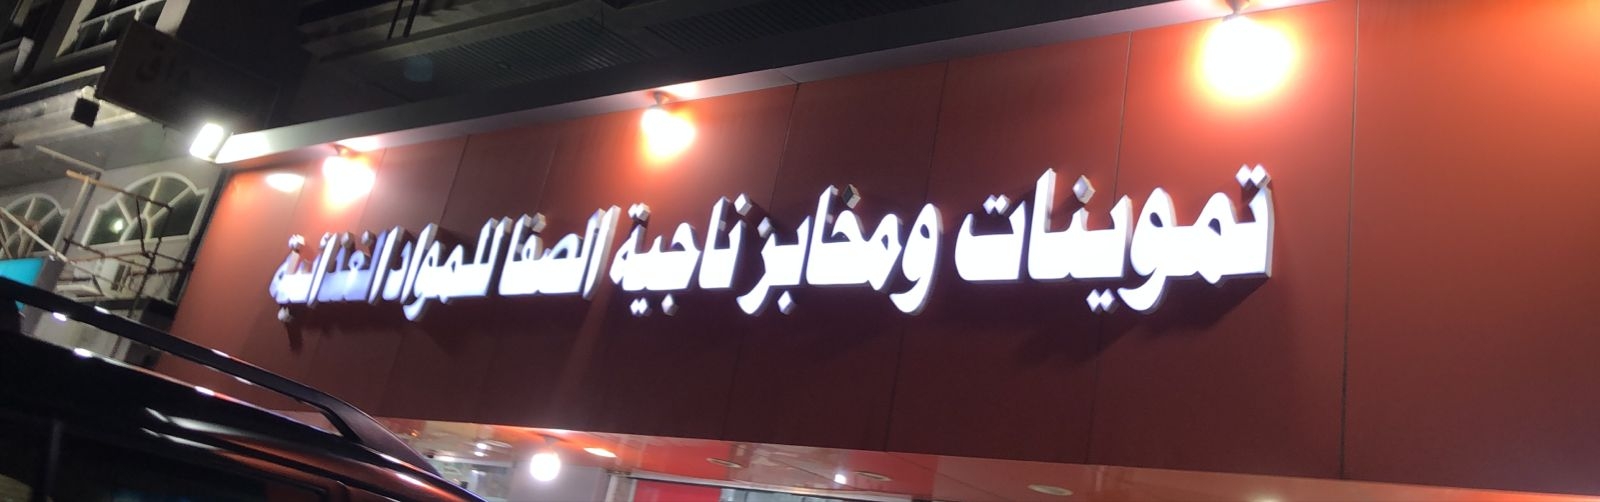 تموينات ومخابز ناجية الصفا للمواد الغذائية